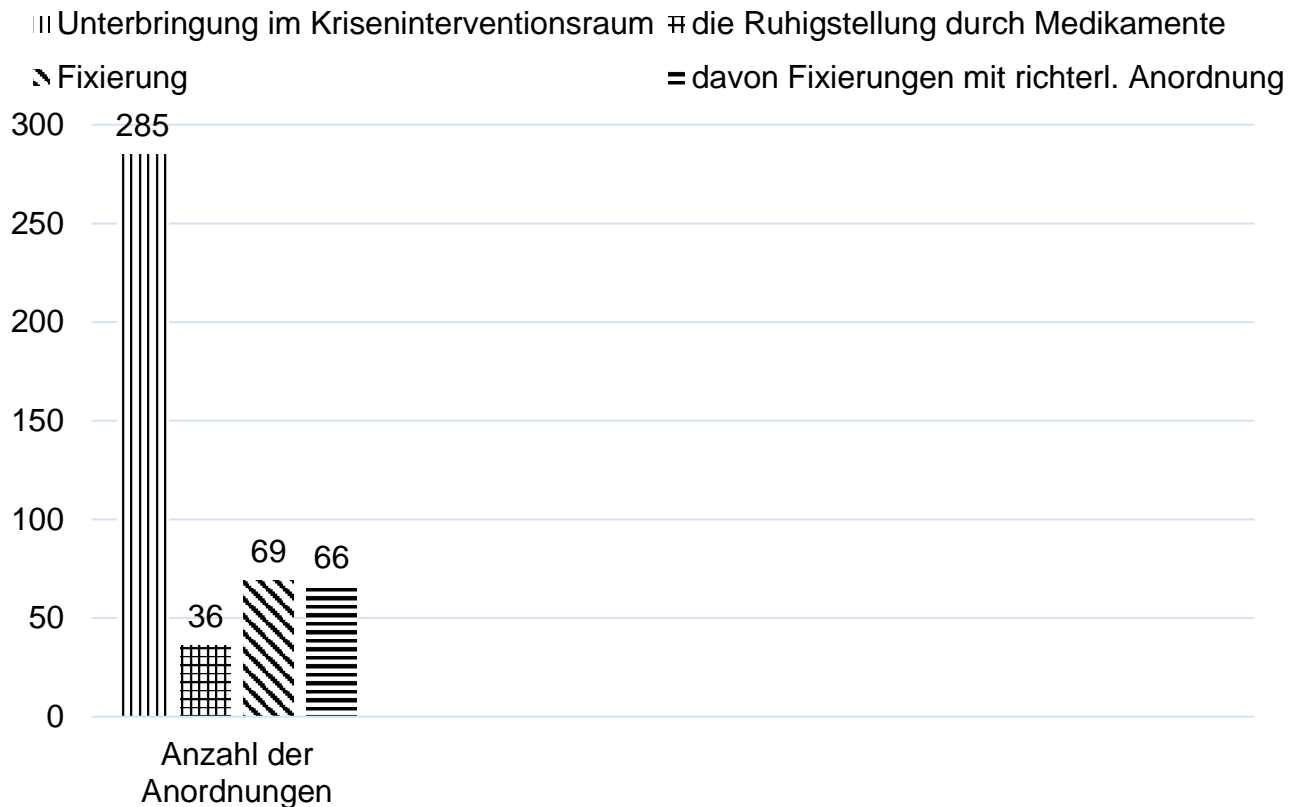 Unterbringung im Kriseninterventionsraum die Ruhigstellung durch Medikamente
Fixierung davon Fixierungen mit richterl. Anordnung
300
285
250
200
150
100
69
66
50
36
0
Anzahl der
Anordnungen